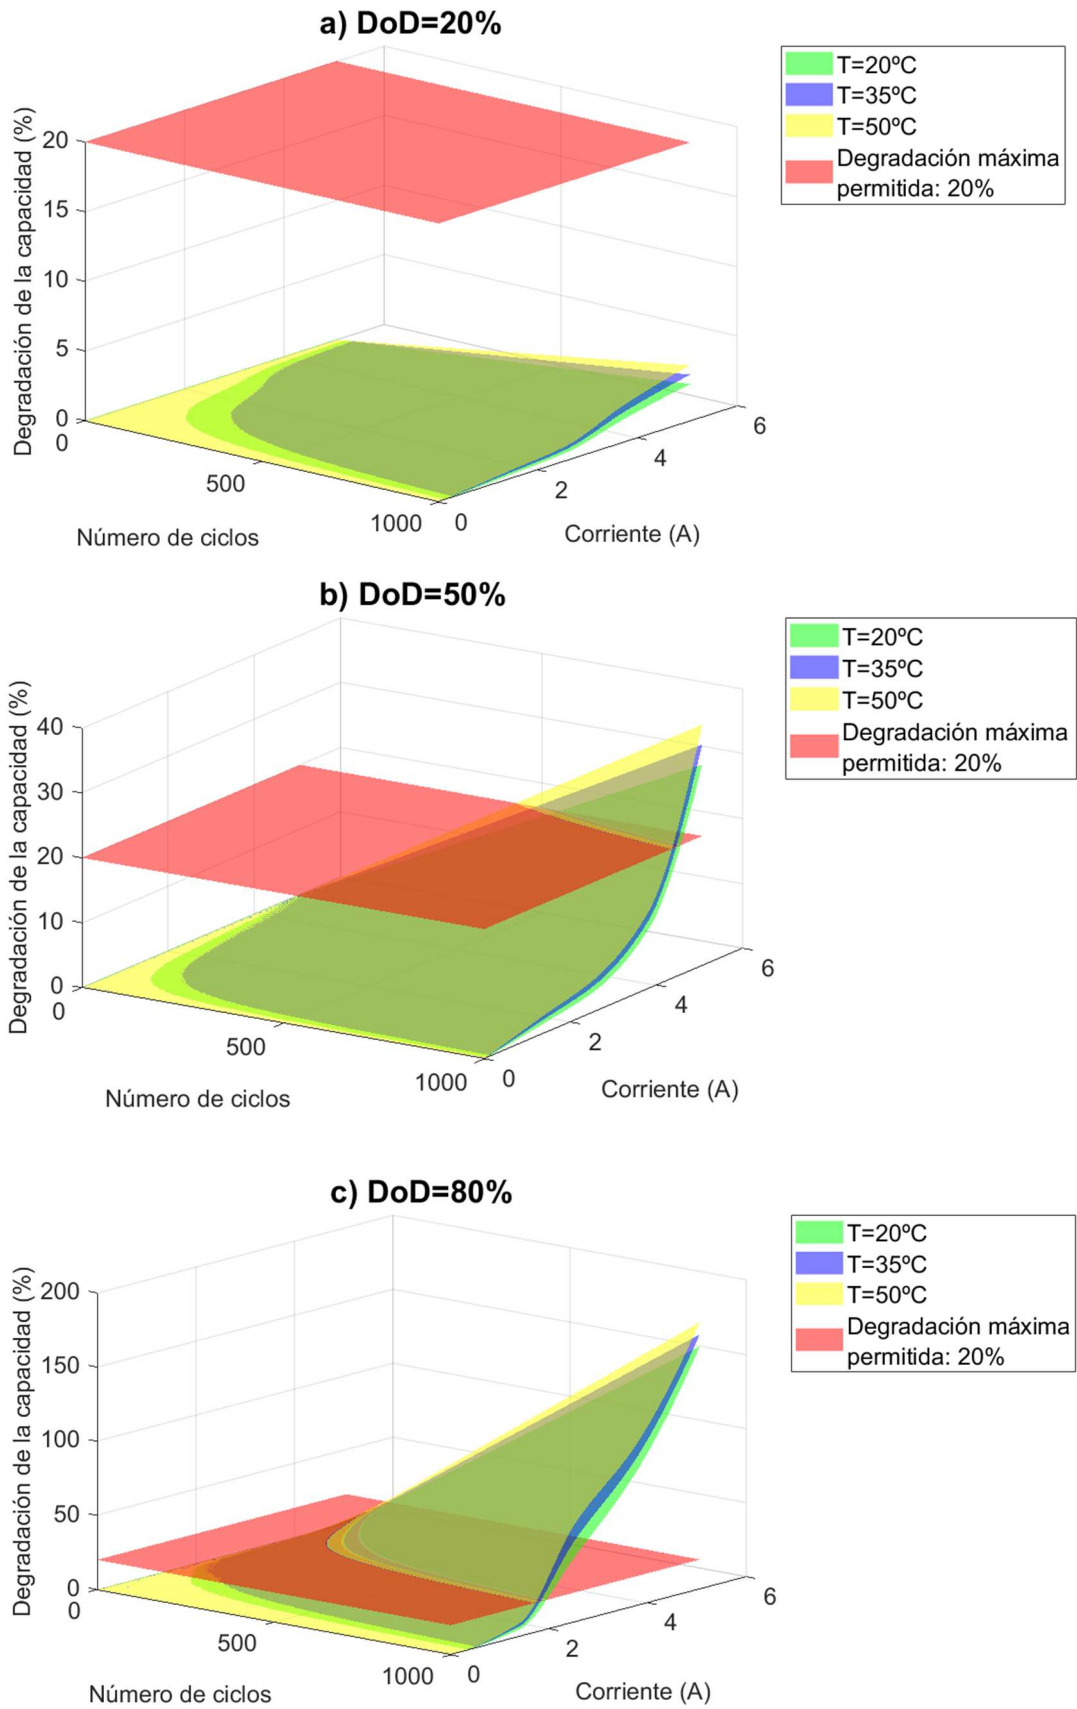 a) DoD=20%
T=20ºC
T=35ºC
T=50ºC
Degradación máxima
permitida: 20%
Degradación de la capacidad (%)
20
15
10
5
0
0
500
1000
Número de ciclos
0
2
4
6
Corriente (A)
b) DoD=50%
T=20ºC
T=35ºC
T=50ºC
Degradación máxima
permitida: 20%
Degradación de la capacidad (%)
40
30
20
10
0
0
500
1000
Número de ciclos
0
2
4
6
Corriente (A)
c) DoD=80%
T=20ºC
T=35ºC
T=50ºC
Degradación máxima
permitida: 20%
Degradación de la capacidad (%)
200
150
100
50
0
0
500
1000
Número de ciclos
0
2
4
6
Corriente (A)